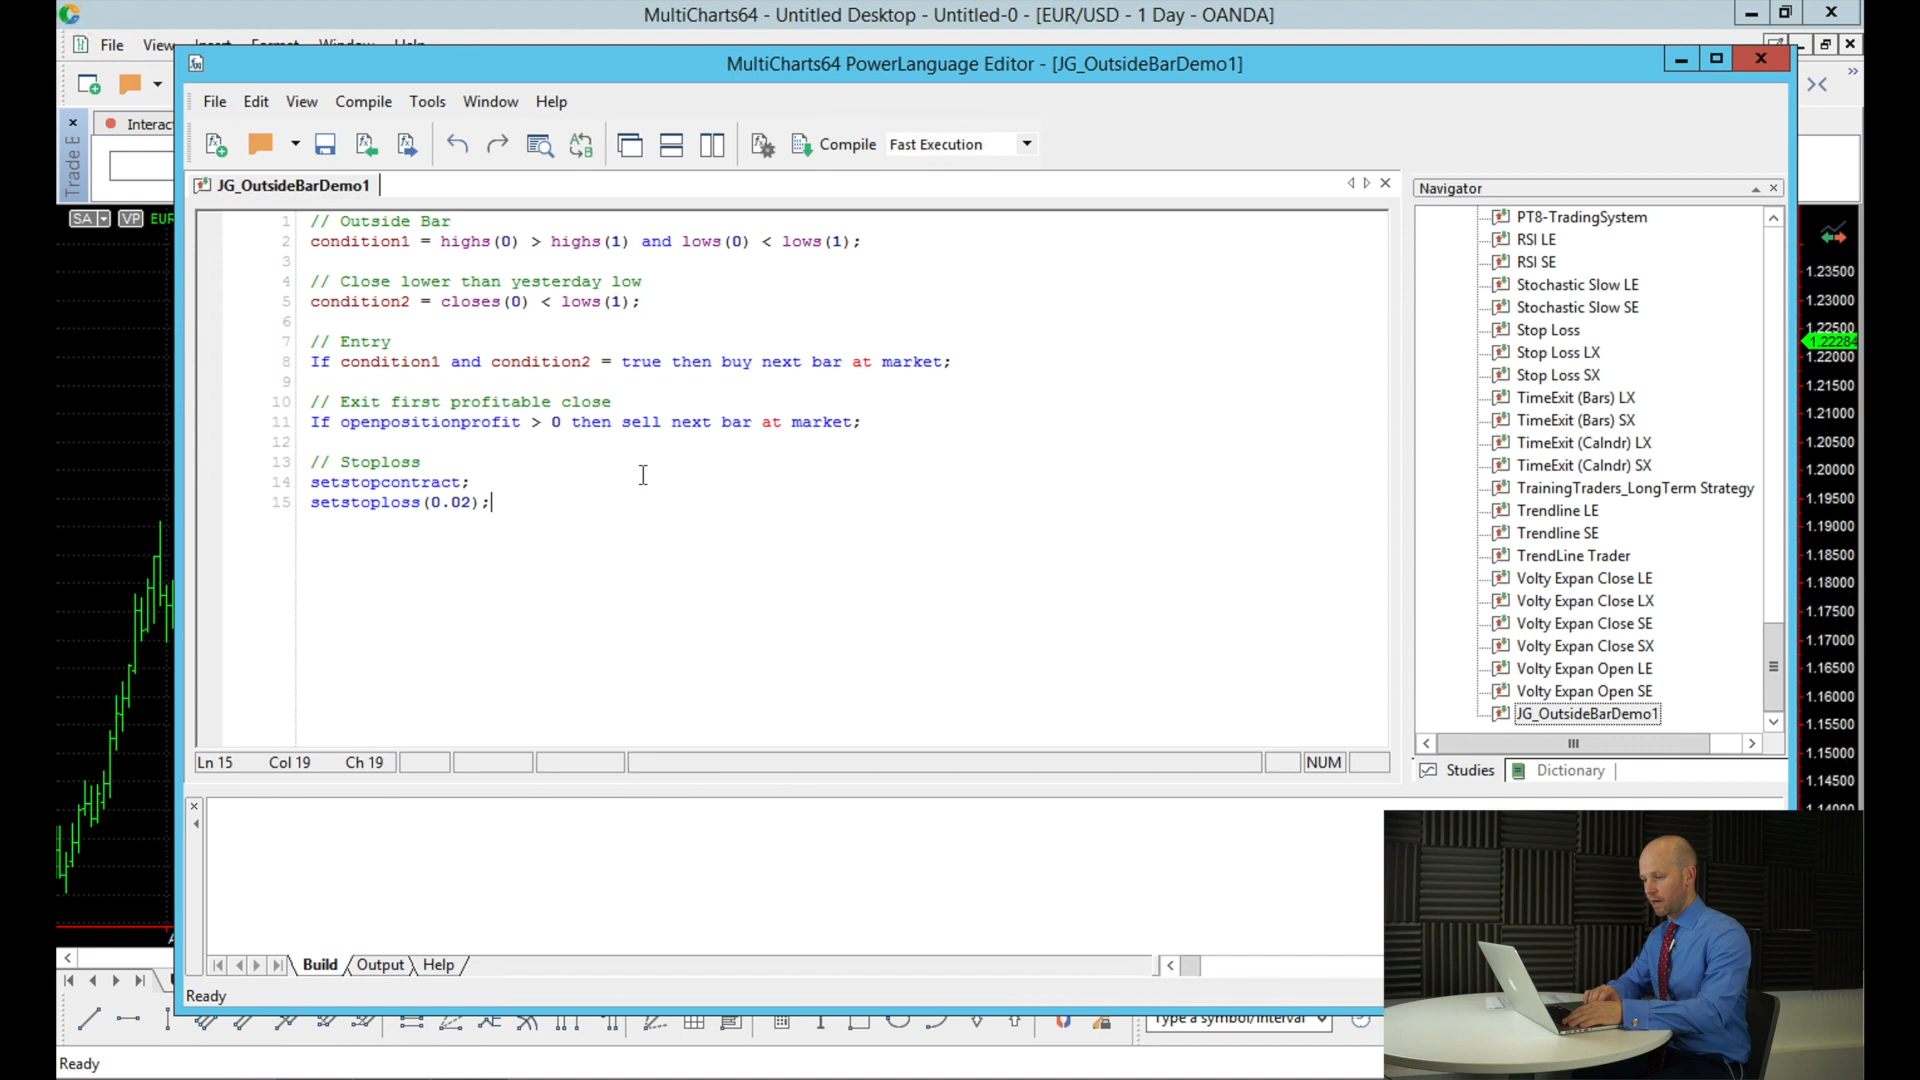 MultiCharts64 - Untitled Desktop - Untitled-0 - [EUR/USD - 1 Day - OANDA]
File View Insert Format Window Help
MultiCharts64 PowerLanguage Editor - [JG_OutsideBarDemo1]
File Edit View Compile Tools Window Help
Compile Fast Execution
Trade
Interac
JG_OutsideBarDemo1
SA VP EUR
1 // Outside Bar
2 condition1 = highs(0) > highs(1) and lows(0) < lows(1);
3
4 // Close lower than yesterday low
5 condition2 = closes(0) < lows(1);
6
7 // Entry
8 If condition1 and condition2 = true then buy next bar at market;
9
10 // Exit first profitable close
11 If openpositionprofit > 0 then sell next bar at market;
12
13 // Stoploss
14 setstopcontract;
15 setstoploss(0.02);
Ln 15 Col 19 Ch 19 NUM
Navigator
PT8-TradingSystem
RSI LE
RSI SE
Stochastic Slow LE
Stochastic Slow SE
Stop Loss
Stop Loss LX
Stop Loss SX
TimeExit (Bars) LX
TimeExit (Bars) SX
TimeExit (Calndr) LX
TimeExit (Calndr) SX
TrainingTraders_LongTerm Strategy
Trendline LE
Trendline SE
TrendLine Trader
Volty Expan Close LE
Volty Expan Close LX
Volty Expan Close SE
Volty Expan Close SX
Volty Expan Open LE
Volty Expan Open SE
JG_OutsideBarDemo1
Studies Dictionary
1.23500
1.23000
1.22500
1.22284
1.22000
1.21500
1.21000
1.20500
1.20000
1.19500
1.19000
1.18500
1.18000
1.17500
1.17000
1.16500
1.16000
1.15500
1.15000
1.14500
1.14000
Build Output Help
Ready
Type a symbol/interval
Ready